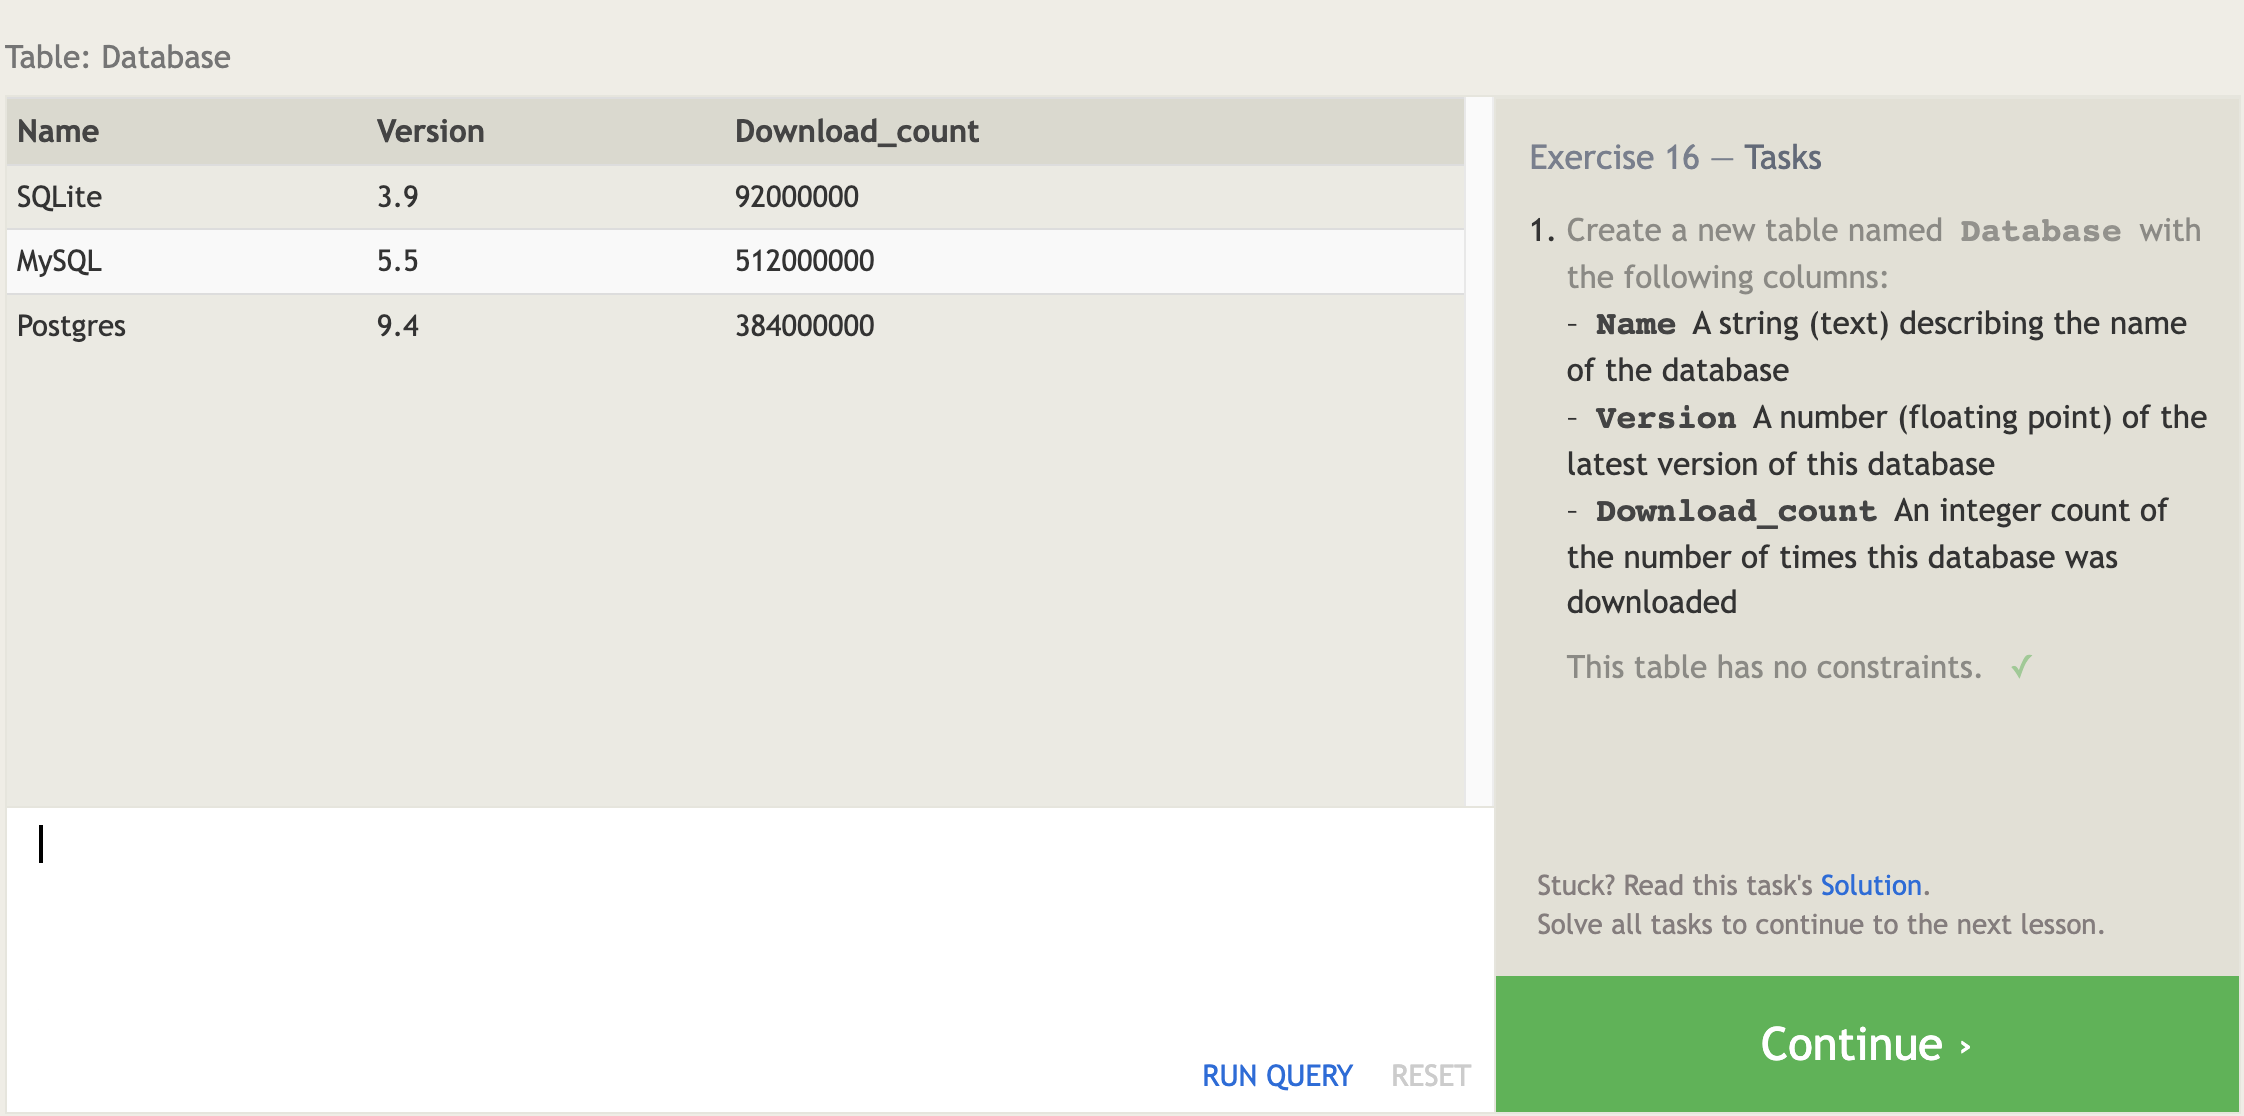 Table: Database
Name Version Download_count
SQLite 3.9 92000000
MySQL 5.5 512000000
Postgres 9.4 384000000
RUN QUERY RESET
Exercise 16 — Tasks
1. Create a new table named Database with
the following columns:
- Name A string (text) describing the name
of the database
- Version A number (floating point) of the
latest version of this database
- Download_count An integer count of
the number of times this database was
downloaded
This table has no constraints. ✓
Stuck? Read this task's Solution.
Solve all tasks to continue to the next lesson.
Continue ›